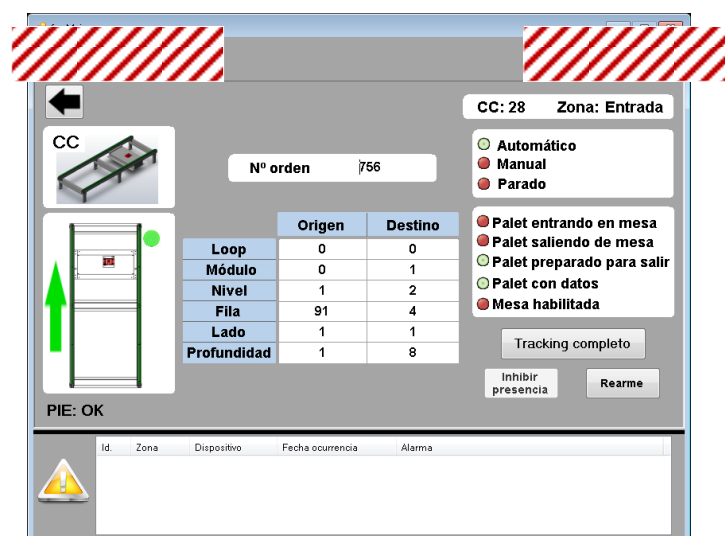 CC: 28 Zona: Entrada
CC
Automático
Manual
Parado
Nº orden 756
Origen Destino
Loop 0 0
Módulo 0 1
Nivel 1 2
Fila 91 4
Lado 1 1
Profundidad 1 8
Palet entrando en mesa
Palet saliendo de mesa
Palet preparado para salir
Palet con datos
Mesa habilitada
Tracking completo
Inhibir
presencia
Rearme
PIE: OK
Id. Zona Dispositivo Fecha ocurrencia Alarma